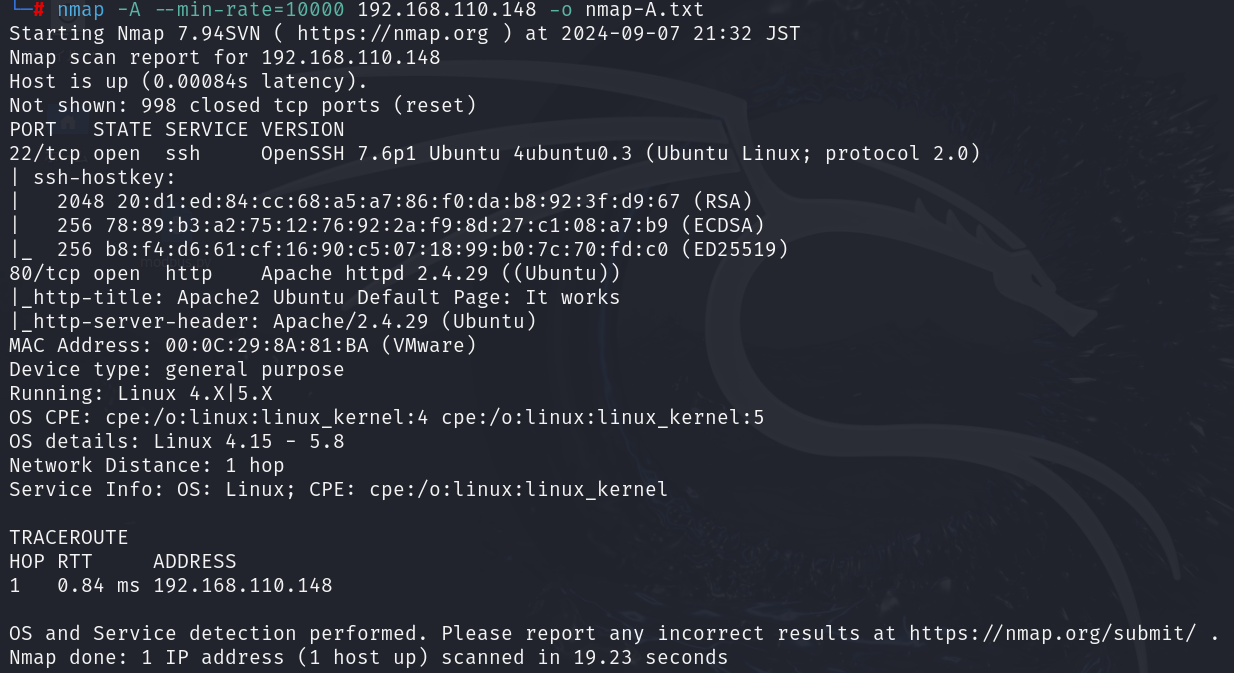 └─# nmap -A --min-rate=10000 192.168.110.148 -o nmap-A.txt
Starting Nmap 7.94SVN ( https://nmap.org ) at 2024-09-07 21:32 JST
Nmap scan report for 192.168.110.148
Host is up (0.00084s latency).
Not shown: 998 closed tcp ports (reset)
PORT   STATE SERVICE VERSION
22/tcp open  ssh     OpenSSH 7.6p1 Ubuntu 4ubuntu0.3 (Ubuntu Linux; protocol 2.0)
| ssh-hostkey:
|   2048 20:d1:ed:84:cc:68:a5:a7:86:f0:da:b8:92:3f:d9:67 (RSA)
|   256 78:89:b3:a2:75:12:76:92:2a:f9:8d:27:c1:08:a7:b9 (ECDSA)
|_  256 b8:f4:d6:61:cf:16:90:c5:07:18:99:b0:7c:70:fd:c0 (ED25519)
80/tcp open  http    Apache httpd 2.4.29 ((Ubuntu))
|_http-title: Apache2 Ubuntu Default Page: It works
|_http-server-header: Apache/2.4.29 (Ubuntu)
MAC Address: 00:0C:29:8A:81:BA (VMware)
Device type: general purpose
Running: Linux 4.X|5.X
OS CPE: cpe:/o:linux:linux_kernel:4 cpe:/o:linux:linux_kernel:5
OS details: Linux 4.15 - 5.8
Network Distance: 1 hop
Service Info: OS: Linux; CPE: cpe:/o:linux:linux_kernel

TRACEROUTE
HOP RTT     ADDRESS
1   0.84 ms 192.168.110.148

OS and Service detection performed. Please report any incorrect results at https://nmap.org/submit/ .
Nmap done: 1 IP address (1 host up) scanned in 19.23 seconds